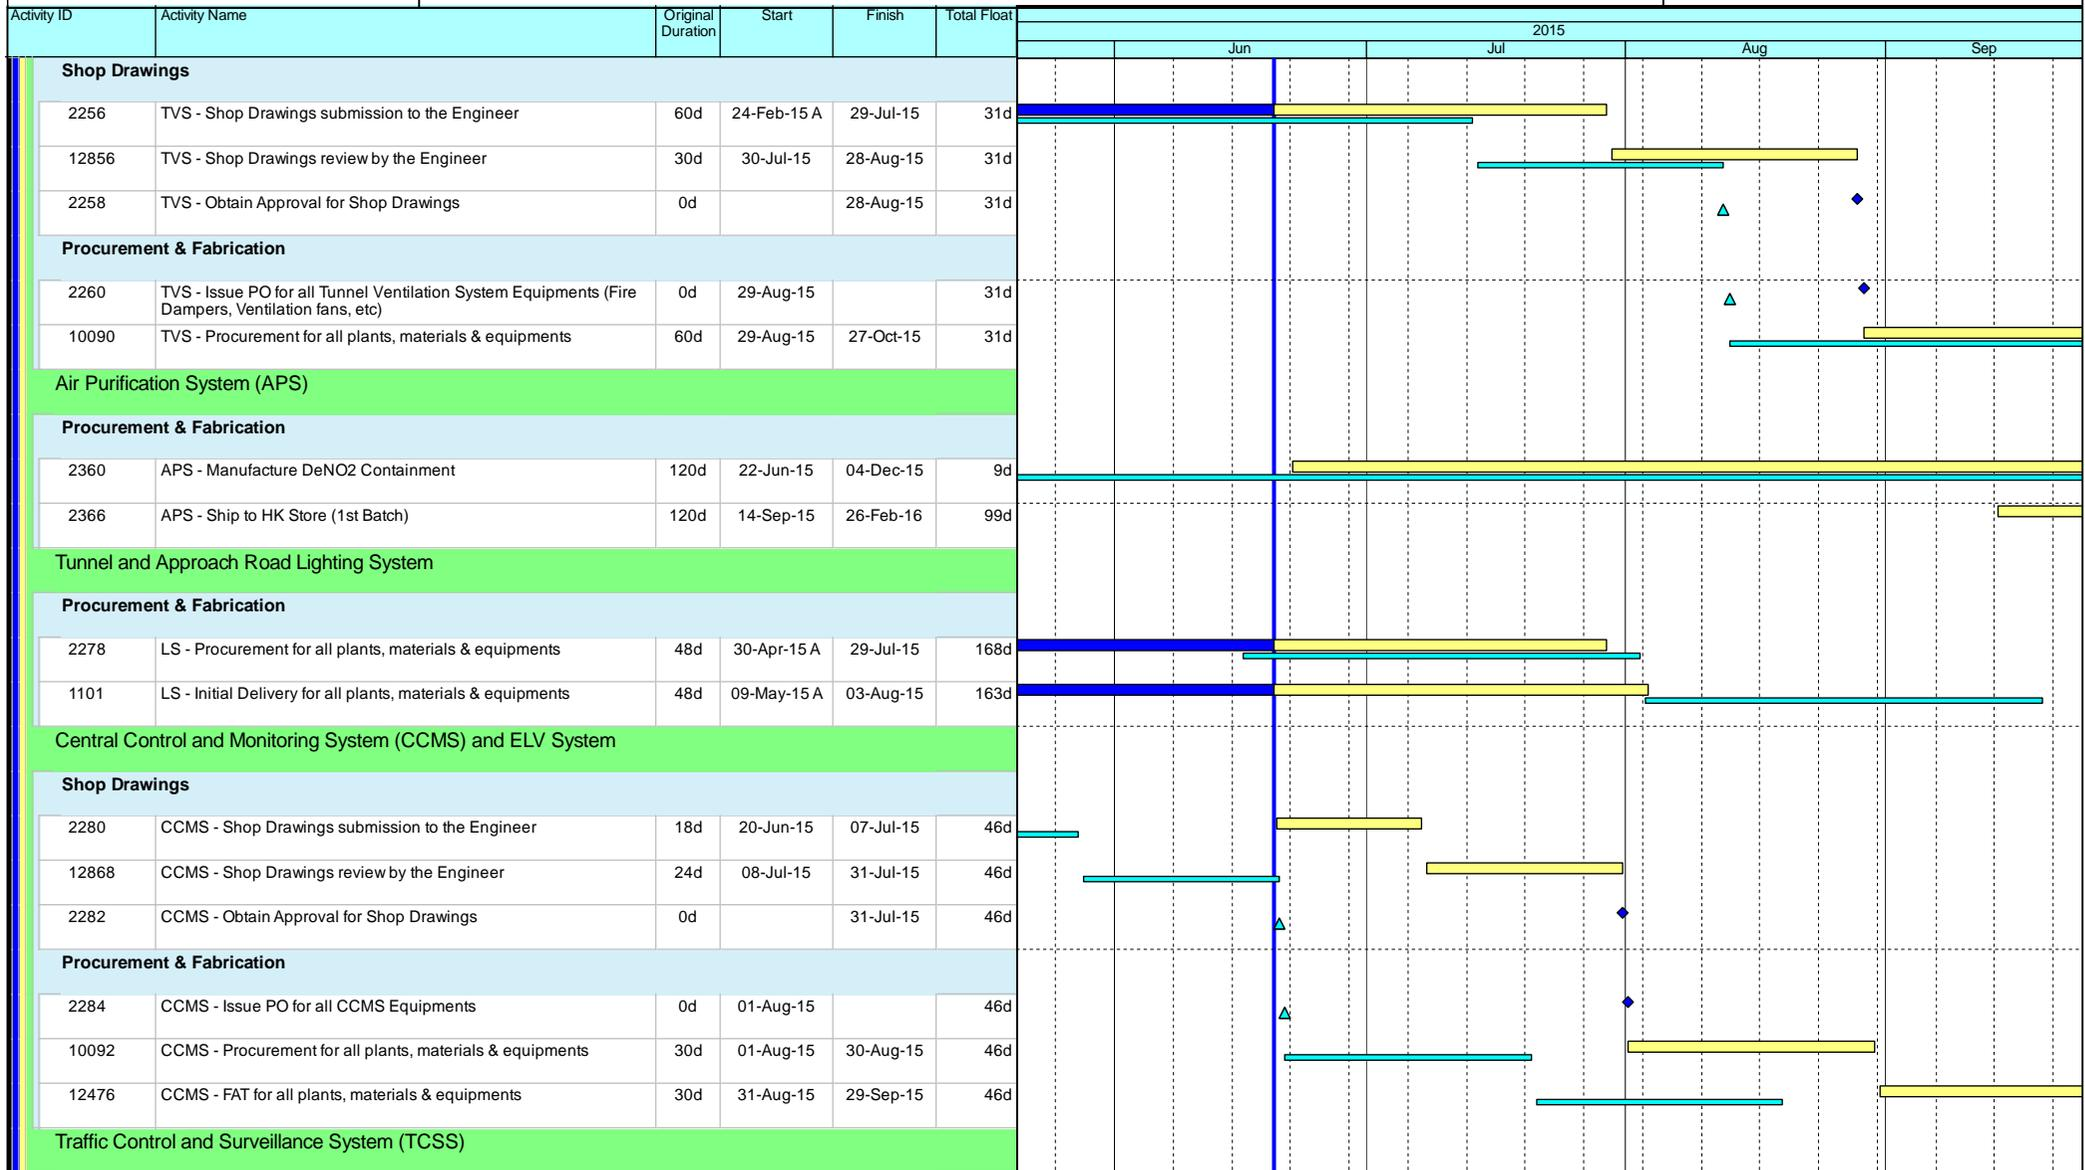 Activity ID Activity Name Original Start Finish Total Float
Duration
2015
Jun Jul Aug Sep
Shop Drawings
2256 TVS - Shop Drawings submission to the Engineer 60d 24-Feb-15 A 29-Jul-15 31d
12856 TVS - Shop Drawings review by the Engineer 30d 30-Jul-15 28-Aug-15 31d
2258 TVS - Obtain Approval for Shop Drawings 0d 28-Aug-15 31d
Procurement & Fabrication
2260 TVS - Issue PO for all Tunnel Ventilation System Equipments (Fire 0d 29-Aug-15 31d
Dampers, Ventilation fans, etc)
10090 TVS - Procurement for all plants, materials & equipments 60d 29-Aug-15 27-Oct-15 31d
Air Purification System (APS)
Procurement & Fabrication
2360 APS - Manufacture DeNO2 Containment 120d 22-Jun-15 04-Dec-15 9d
2366 APS - Ship to HK Store (1st Batch) 120d 14-Sep-15 26-Feb-16 99d
Tunnel and Approach Road Lighting System
Procurement & Fabrication
2278 LS - Procurement for all plants, materials & equipments 48d 30-Apr-15 A 29-Jul-15 168d
1101 LS - Initial Delivery for all plants, materials & equipments 48d 09-May-15 A 03-Aug-15 163d
Central Control and Monitoring System (CCMS) and ELV System
Shop Drawings
2280 CCMS - Shop Drawings submission to the Engineer 18d 20-Jun-15 07-Jul-15 46d
12868 CCMS - Shop Drawings review by the Engineer 24d 08-Jul-15 31-Jul-15 46d
2282 CCMS - Obtain Approval for Shop Drawings 0d 31-Jul-15 46d
Procurement & Fabrication
2284 CCMS - Issue PO for all CCMS Equipments 0d 01-Aug-15 46d
10092 CCMS - Procurement for all plants, materials & equipments 30d 01-Aug-15 30-Aug-15 46d
12476 CCMS - FAT for all plants, materials & equipments 30d 31-Aug-15 29-Sep-15 46d
Traffic Control and Surveillance System (TCSS)